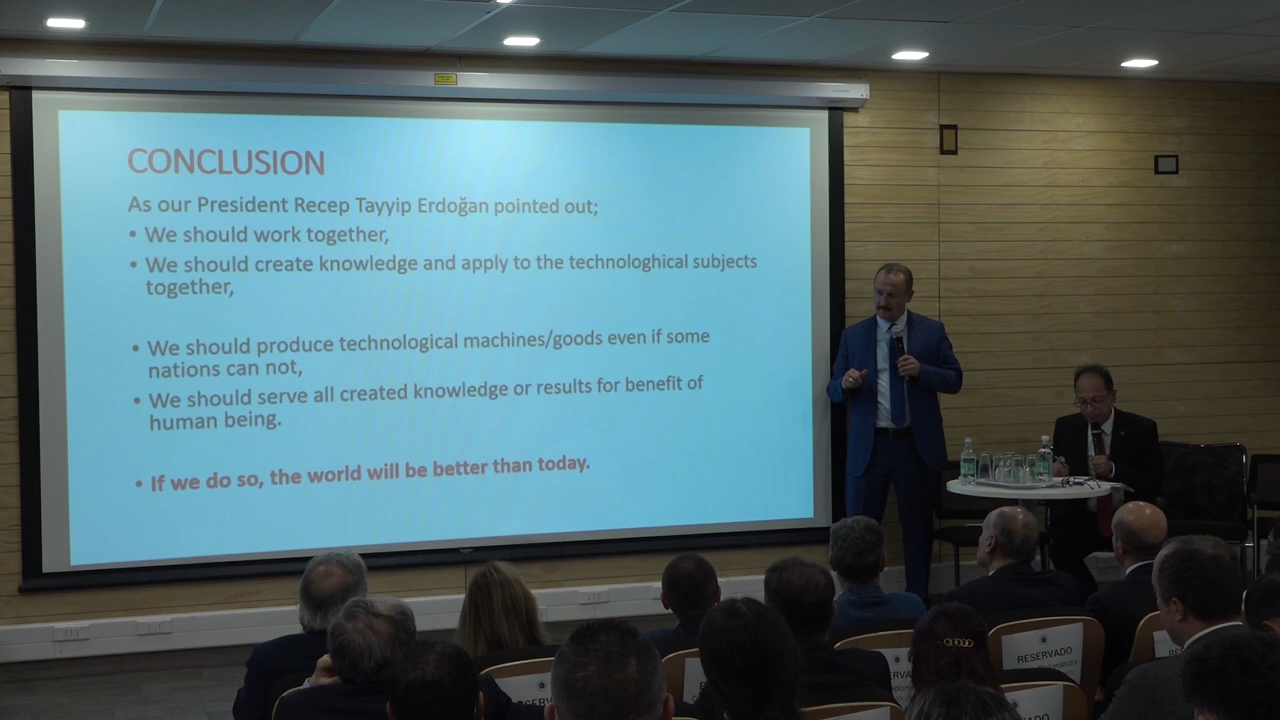 CONCLUSION
As our President Recep Tayyip Erdoğan pointed out;
• We should work together,
• We should create knowledge and apply to the technologhical subjects
together,
• We should produce technological machines/goods even if some
nations can not,
• We should serve all created knowledge or results for benefit of
human being.
• If we do so, the world will be better than today.
RESERVADO
RESERVADO